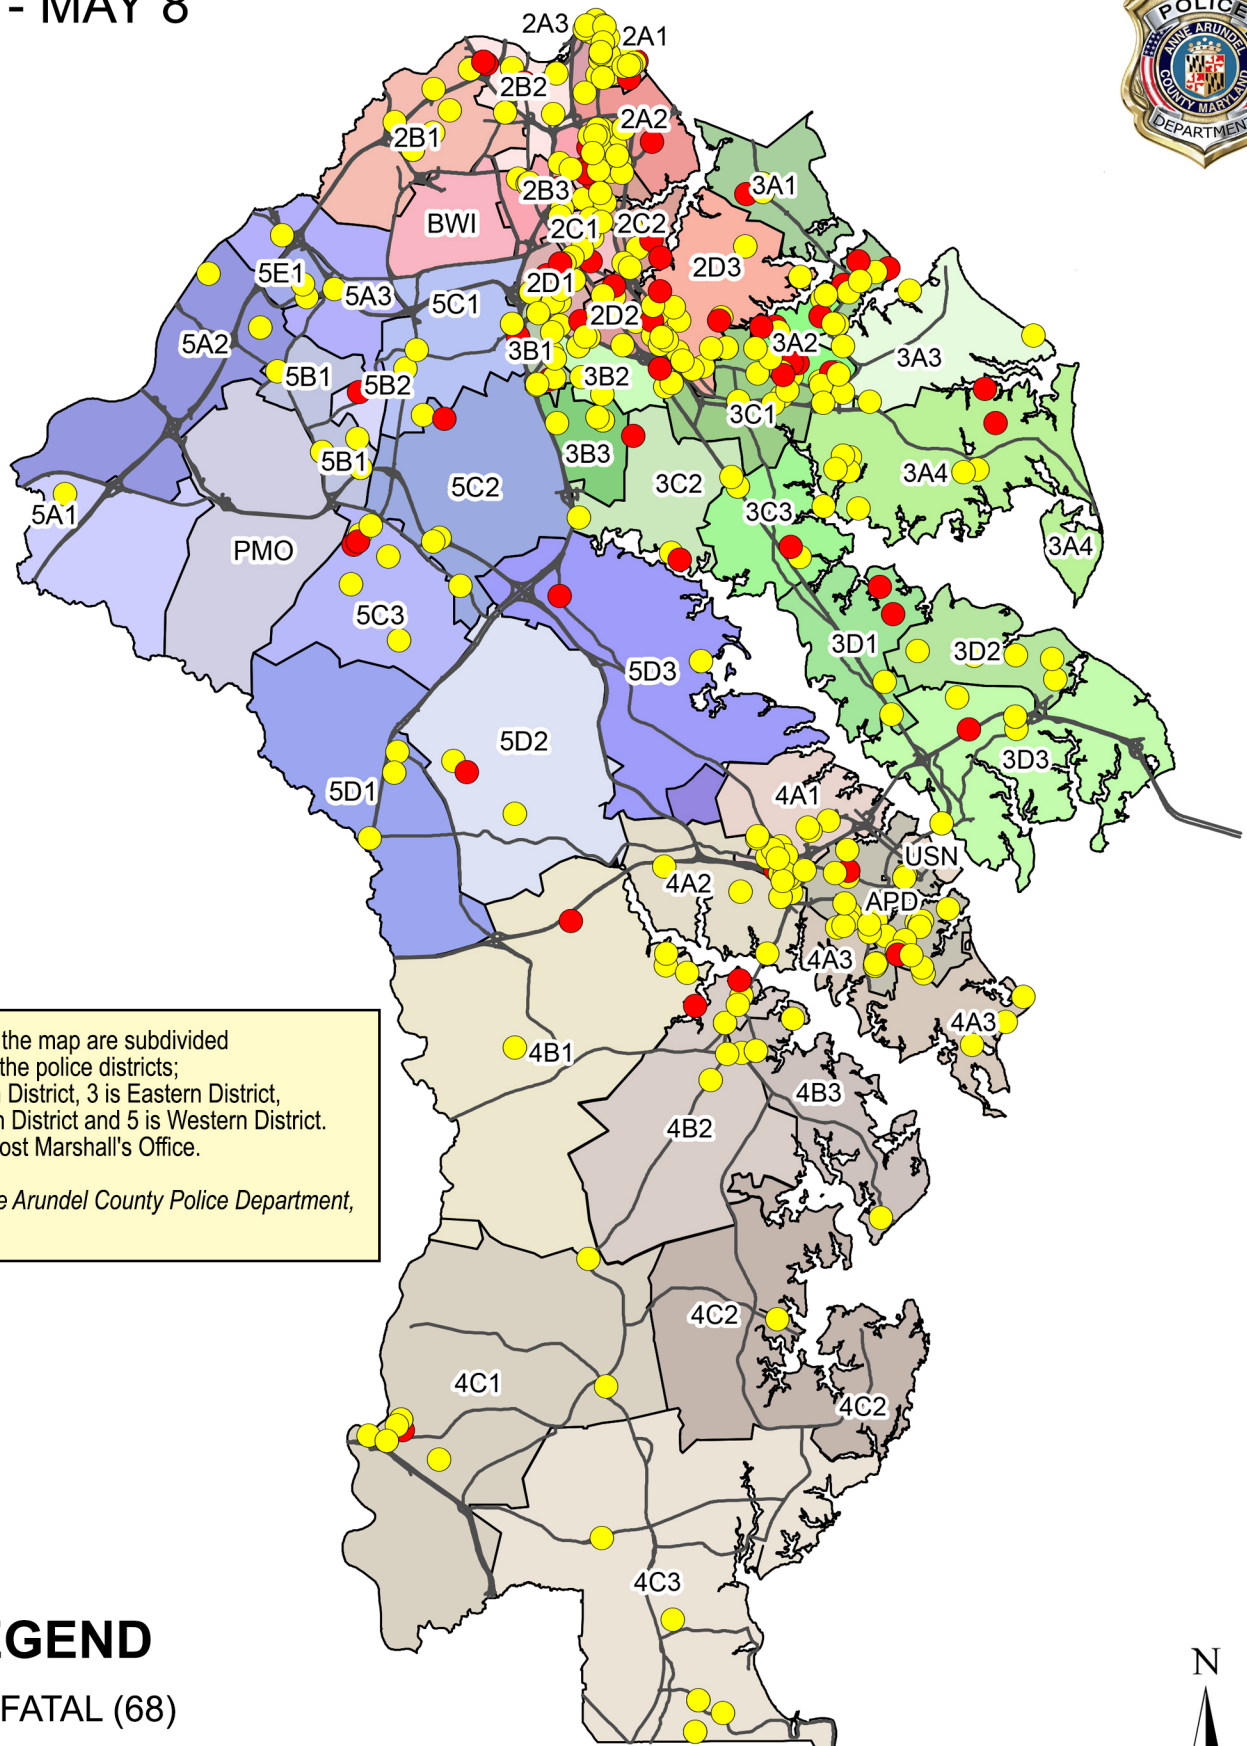 - MAY 8
POLICE
ANNE ARUNDEL
COUNTY MARYLAND
DEPARTMENT
2A3
2A1
2B2
2A2
2B1
2B3
3A1
BWI
2C1
2C2
2D3
5E1
5A3
5C1
2D1
2D2
5A2
3B1
3A2
3A3
5B1
5B2
3B2
3C1
5B1
3B3
3A4
5C2
3C2
5A1
3C3
PMO
3A4
5C3
3D1
3D2
5D3
5D2
3D3
5D1
4A1
USN
4A2
APD
4A3
4A3
the map are subdivided
the police districts;
District, 3 is Eastern District,
District and 5 is Western District.
ost Marshall's Office.
e Arundel County Police Department,
4B1
4B3
4B2
4C2
4C1
4C2
4C3
EGEND
FATAL (68)
N